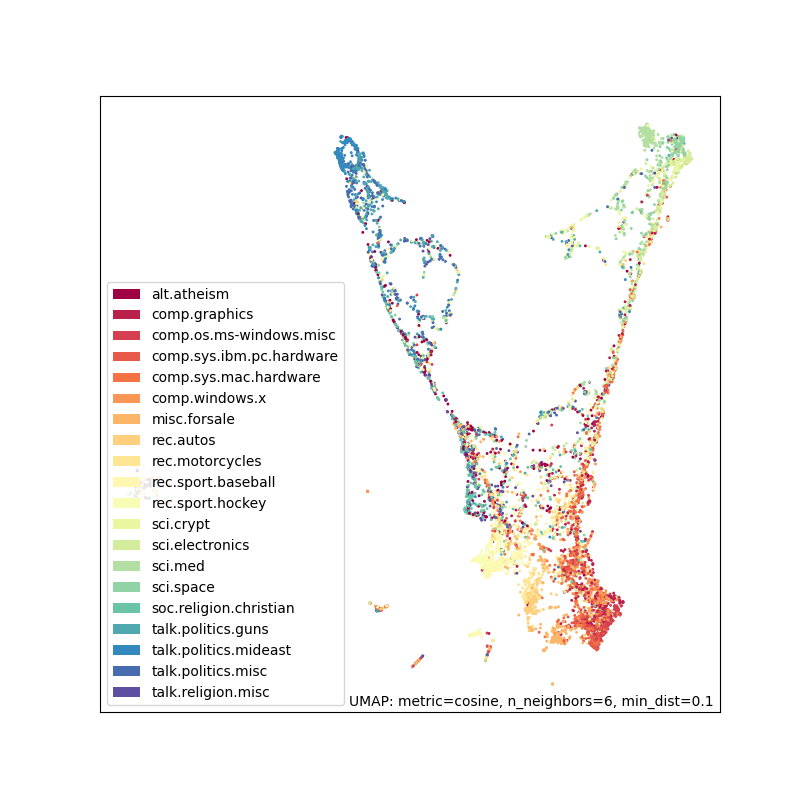 alt.atheism
comp.graphics
comp.os.ms-windows.misc
comp.sys.ibm.pc.hardware
comp.sys.mac.hardware
comp.windows.x
misc.forsale
rec.autos
rec.motorcycles
rec.sport.baseball
rec.sport.hockey
sci.crypt
sci.electronics
sci.med
sci.space
soc.religion.christian
talk.politics.guns
talk.politics.mideast
talk.politics.misc
talk.religion.misc
UMAP: metric=cosine, n_neighbors=6, min_dist=0.1